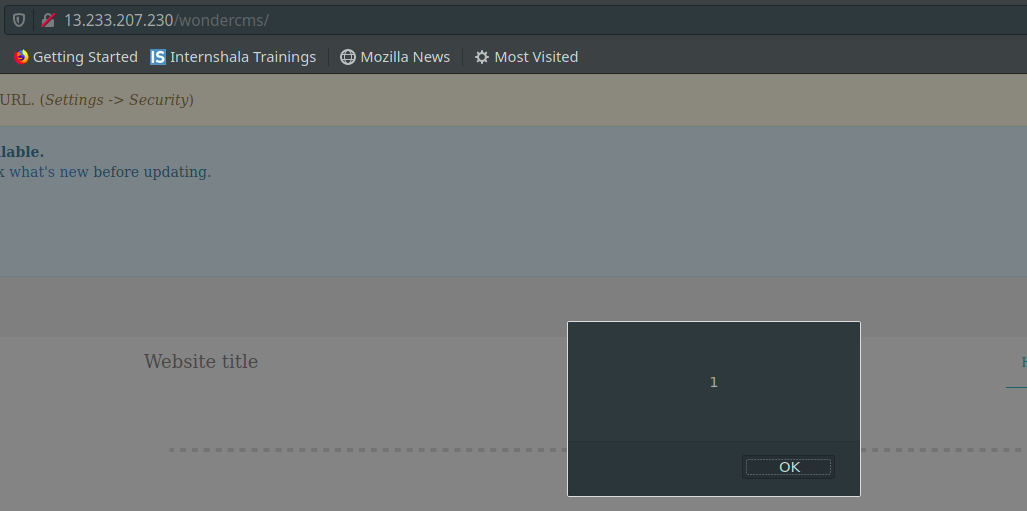 13.233.207.230/wondercms/
Getting Started IS Internshala Trainings Mozilla News Most Visited
URL. (Settings -> Security)
what's new before updating.
1
Website title
OK